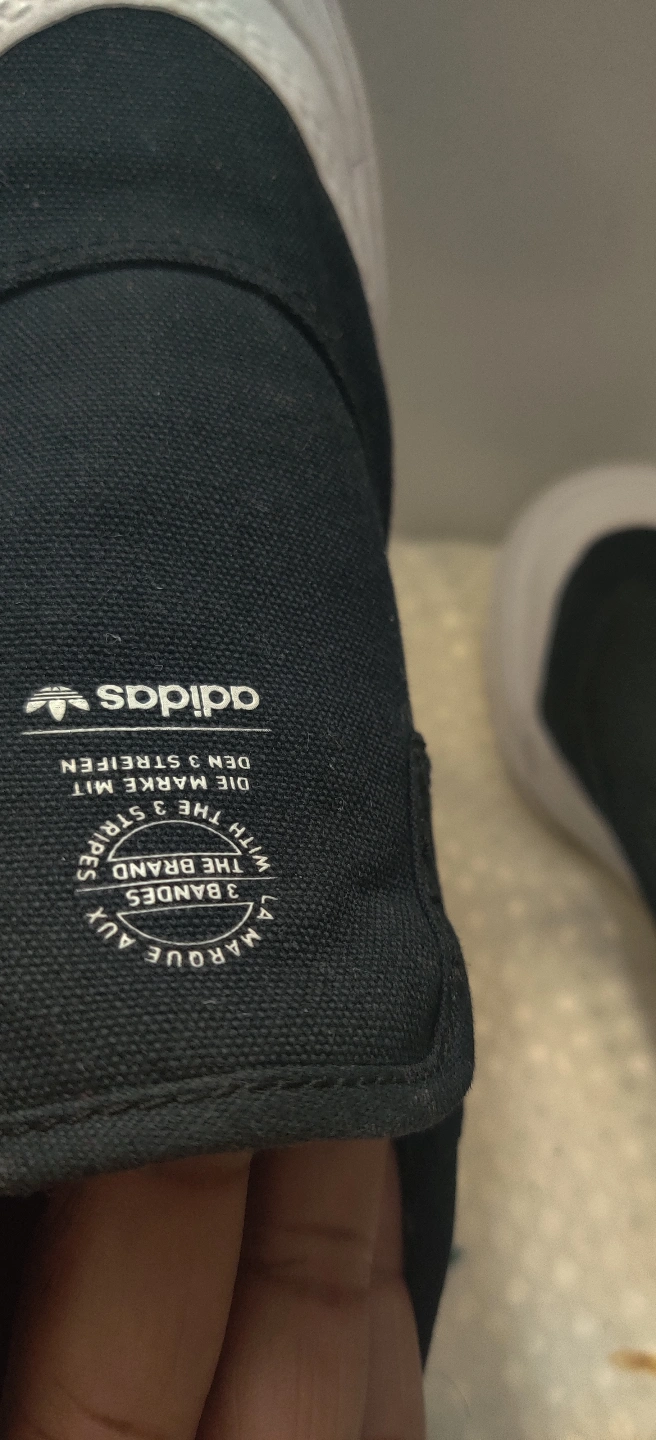 LA MARQUE AUX
3 BANDES
THE BRAND
WITH THE 3 STRIPES
DIE MARKE MIT
DEN 3 STREIFEN
adidas